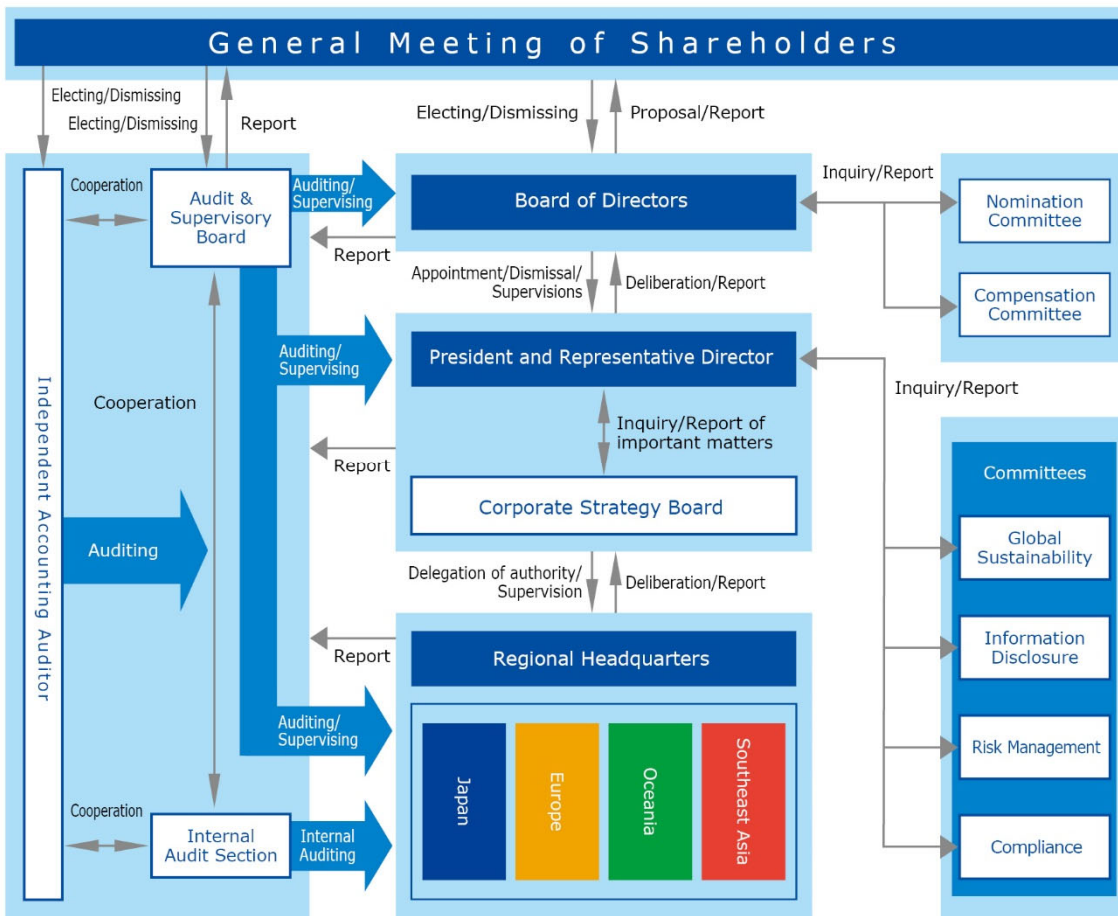 General Meeting of Shareholders
Electing/Dismissing
Electing/Dismissing
Report
Electing/Dismissing
Proposal/Report
Cooperation
Audit &
Supervisory
Board
Auditing/
Supervising
Board of Directors
Inquiry/Report
Nomination
Committee
Report
Appointment/Dismissal/
Supervisions
Deliberation/Report
Compensation
Committee
Independent Accounting Auditor
Cooperation
Auditing/
Supervising
President and Representative Director
Inquiry/Report
Inquiry/Report of
important matters
Report
Corporate Strategy Board
Committees
Global
Sustainability
Auditing
Delegation of authority/
Supervision
Deliberation/Report
Report
Regional Headquarters
Information
Disclosure
Auditing/
Supervising
Japan
Europe
Oceania
Southeast Asia
Risk Management
Cooperation
Internal
Audit Section
Internal
Auditing
Compliance